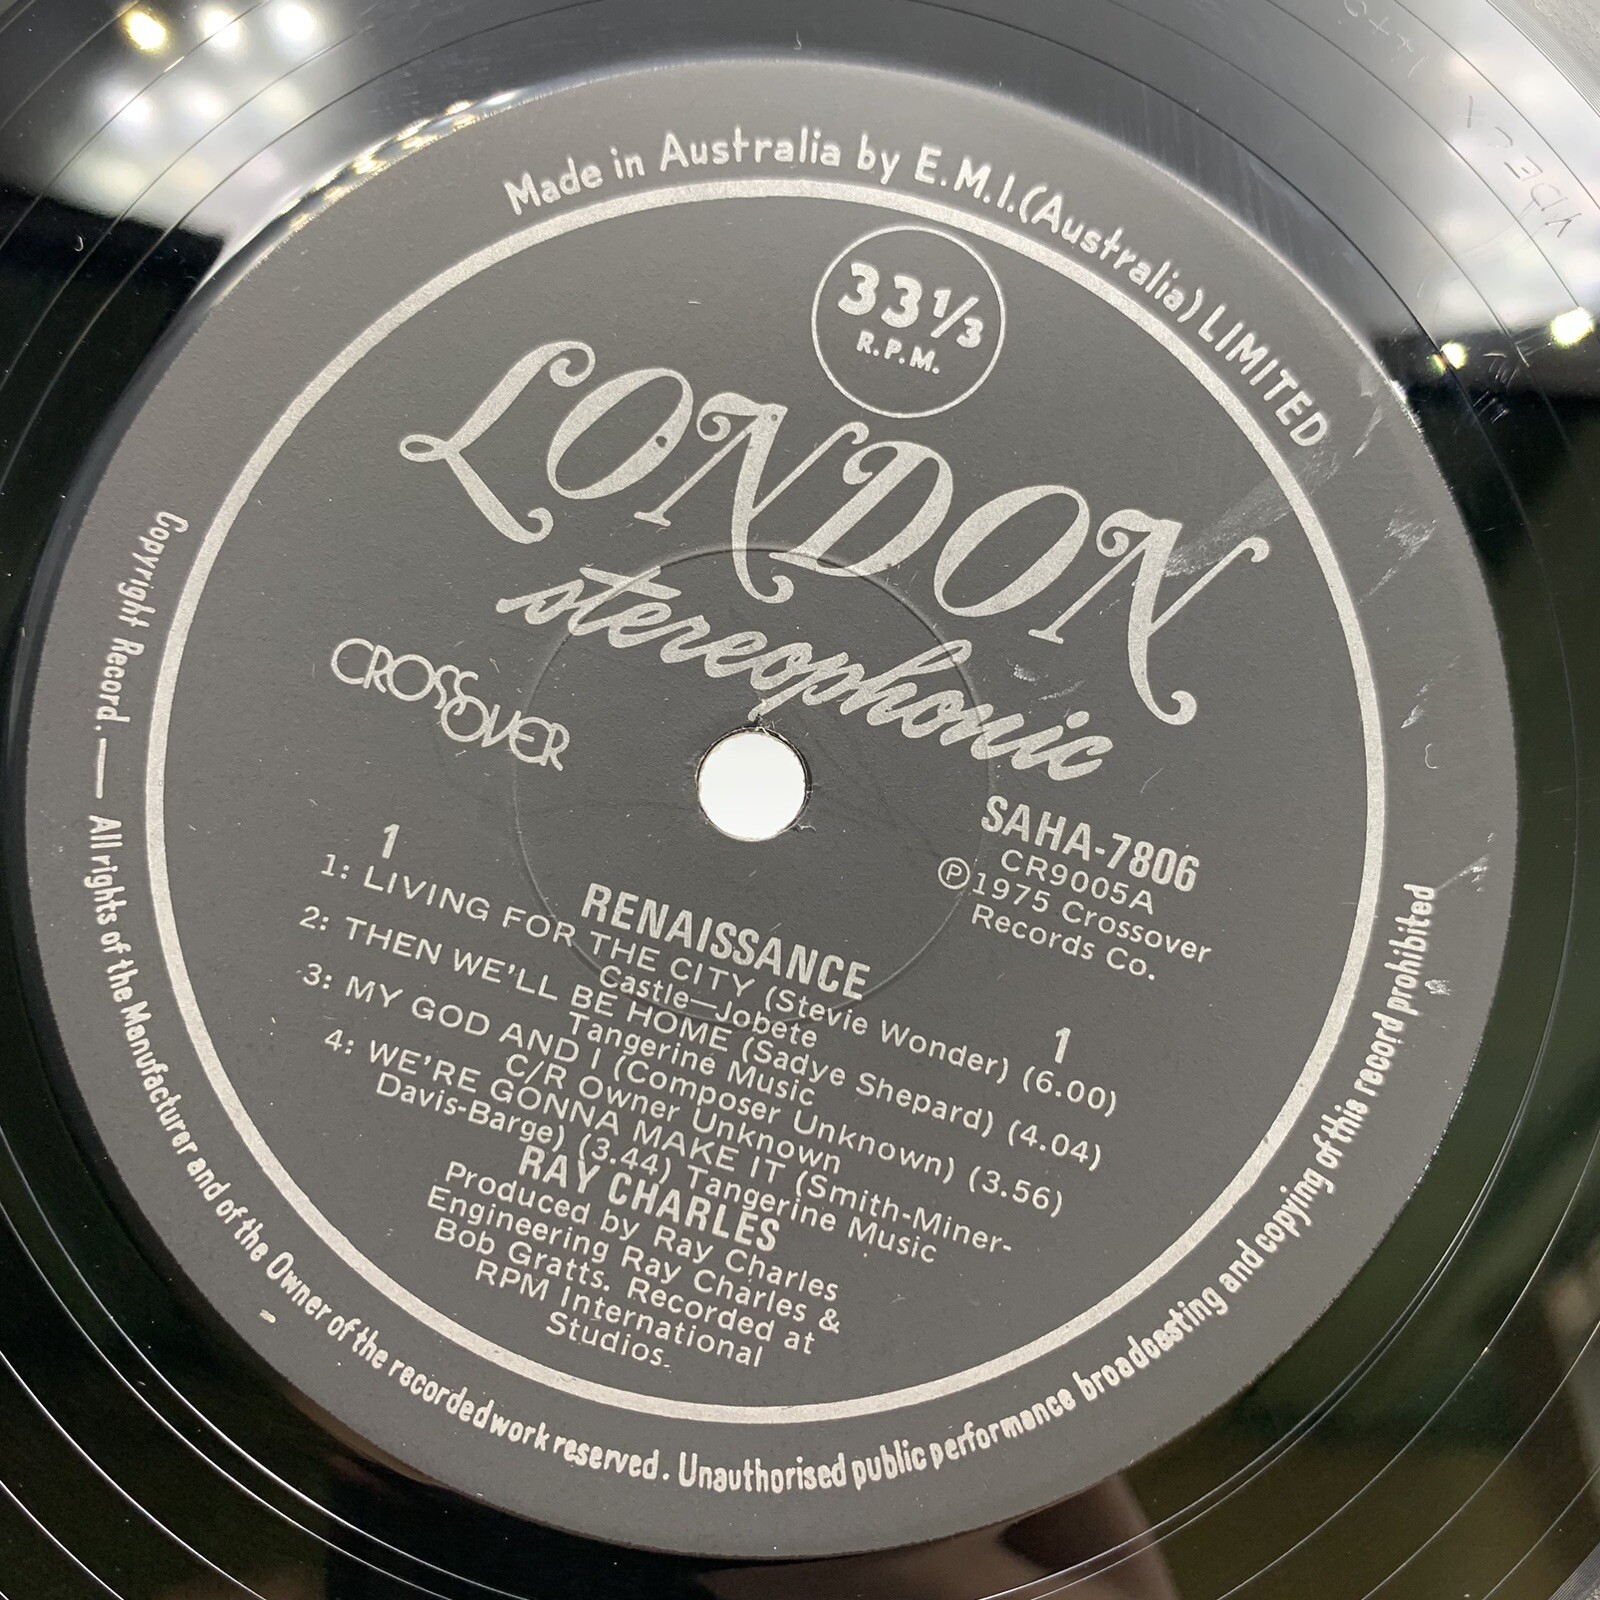 Made in Australia by E.M.I.(Australia) LIMITED
33⅓
R.P.M.
LONDON
stereophonic
CROSSOVER
SAHA-7806
CR9005A
Ⓟ1975 Crossover
Records Co.
1
1
RENAISSANCE
1: LIVING FOR THE CITY (Stevie Wonder) (6.00)
Castle—Jobete
2: THEN WE'LL BE HOME (Sadye Shepard) (4.04)
Tangerine Music
3: MY GOD AND I (Composer Unknown) (3.56)
C/R Owner Unknown
4: WE'RE GONNA MAKE IT (Smith-Miner-
Davis-Barge) (3.44) Tangerine Music
RAY CHARLES
Produced by Ray Charles
Engineering Ray Charles &
Bob Gratts. Recorded at
RPM International
Studios.
Copyright Record. — All rights of the Manufacturer and of the Owner of the recorded work reserved. Unauthorised public performance broadcasting and copying of this record prohibited